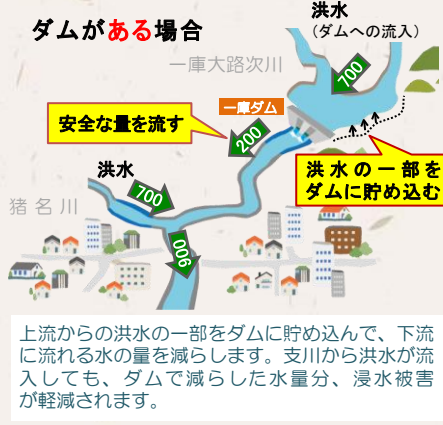 ダムがある場合
洪水
（ダムへの流入）
一庫大路次川
700
一庫ダム
安全な量を流す
200
洪水の一部を
ダムに貯め込む
洪水
700
猪名川
900
上流からの洪水の一部をダムに貯め込んで、下流
に流れる水の量を減らします。支川から洪水が流
入しても、ダムで減らした水量分、浸水被害
が軽減されます。